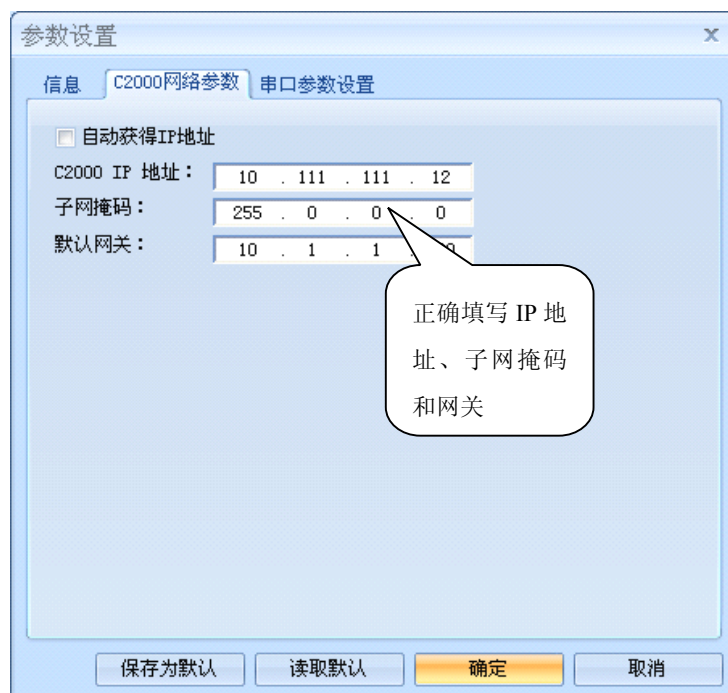 参数设置
信息 C2000网络参数 串口参数设置
自动获得IP地址
C2000 IP 地址: 10 . 111 . 111 . 12
子网掩码: 255 . 0 . 0 . 0
默认网关: 10 . 1 . 1 .
正确填写 IP 地
址、子网掩码
和网关
保存为默认 读取默认 确定 取消